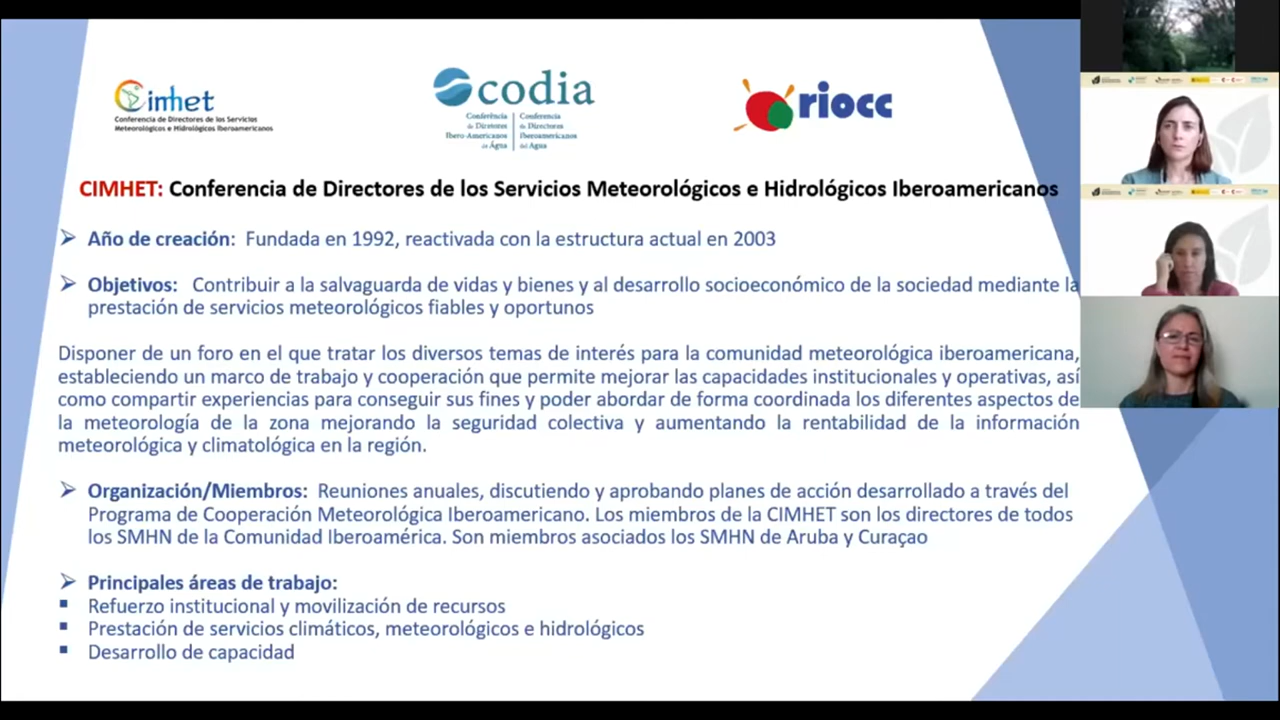 Cimhet
Conferencia de Directores de los Servicios
Meteorológicos e Hidrológicos Iberoamericanos
codia
Conferência
de Diretores
Ibero-Americanos
da Água
Conferencia
de Directores
Iberoamericanos
del Agua
riocc
CIMHET: Conferencia de Directores de los Servicios Meteorológicos e Hidrológicos Iberoamericanos
Año de creación: Fundada en 1992, reactivada con la estructura actual en 2003
Objetivos: Contribuir a la salvaguarda de vidas y bienes y al desarrollo socioeconómico de la sociedad mediante la
prestación de servicios meteorológicos fiables y oportunos
Disponer de un foro en el que tratar los diversos temas de interés para la comunidad meteorológica iberoamericana,
estableciendo un marco de trabajo y cooperación que permite mejorar las capacidades institucionales y operativas, así
como compartir experiencias para conseguir sus fines y poder abordar de forma coordinada los diferentes aspectos de
la meteorología de la zona mejorando la seguridad colectiva y aumentando la rentabilidad de la información
meteorológica y climatológica en la región.
Organización/Miembros: Reuniones anuales, discutiendo y aprobando planes de acción desarrollado a través del
Programa de Cooperación Meteorológica Iberoamericano. Los miembros de la CIMHET son los directores de todos
los SMHN de la Comunidad Iberoamérica. Son miembros asociados los SMHN de Aruba y Curaçao
Principales áreas de trabajo:
Refuerzo institucional y movilización de recursos
Prestación de servicios climáticos, meteorológicos e hidrológicos
Desarrollo de capacidad